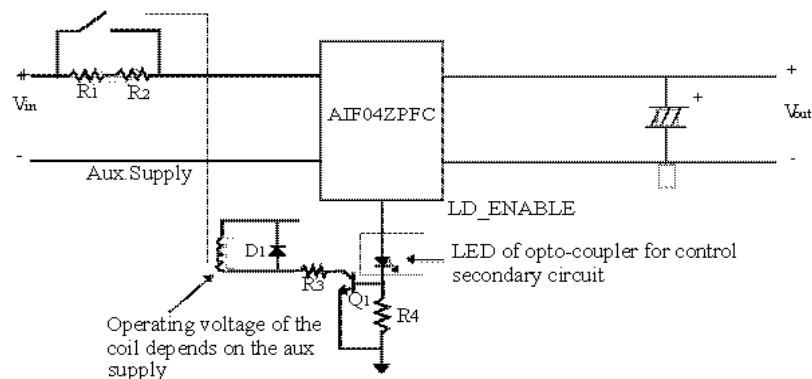 +
R1
R2
Vin
-
Aux.Supply
AIF04ZPFC
+
+
Vout
-
LD_ENABLE
D1
R3
Q1
R4
LED of opto-coupler for control
secondary circuit
Operating voltage of the
coil depends on the aux
supply